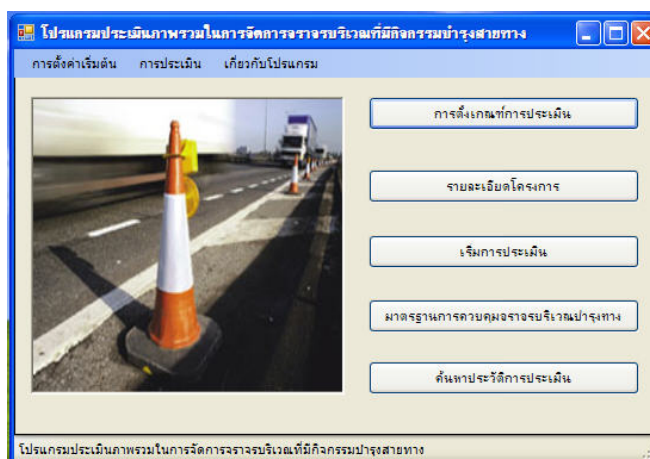 โปรแกรมประเมินภาพรวมในการจัดการจราจรบริเวณที่มีกิจกรรมบำรุงสายทาง
การตั้งค่าเริ่มต้น การประเมิน เกี่ยวกับโปรแกรม
การตั้งเกณฑ์การประเมิน
รายละเอียดโครงการ
เริ่มการประเมิน
มาตรฐานการควบคุมจราจรบริเวณบำรุงทาง
ค้นหาประวัติการประเมิน
โปรแกรมประเมินภาพรวมในการจัดการจราจรบริเวณที่มีกิจกรรมบำรุงสายทาง